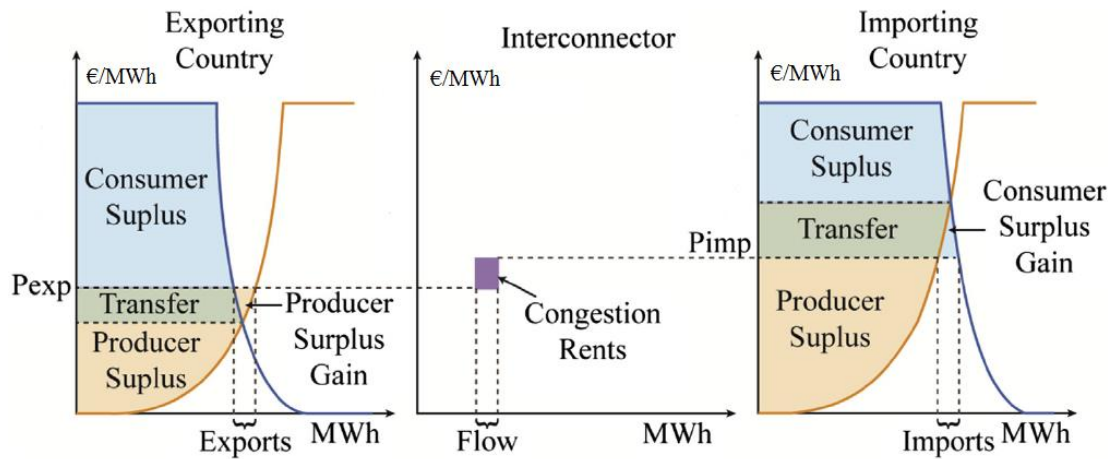 Exporting
Country
€/MWh
Consumer
Suplus
Pexp
Transfer
Producer
Suplus
Producer
Surplus
Gain
Exports
MWh
Interconnector
€/MWh
Congestion
Rents
Flow
MWh
Importing
Country
€/MWh
Consumer
Suplus
Consumer
Surplus
Gain
Transfer
Pimp
Producer
Suplus
Imports
MWh